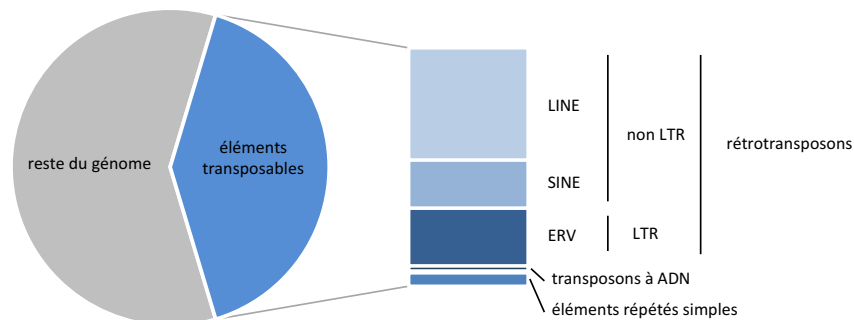 reste du génome
éléments
transposables
LINE
SINE
ERV
non LTR
LTR
rétrotransposons
transposons à ADN
éléments répétés simples